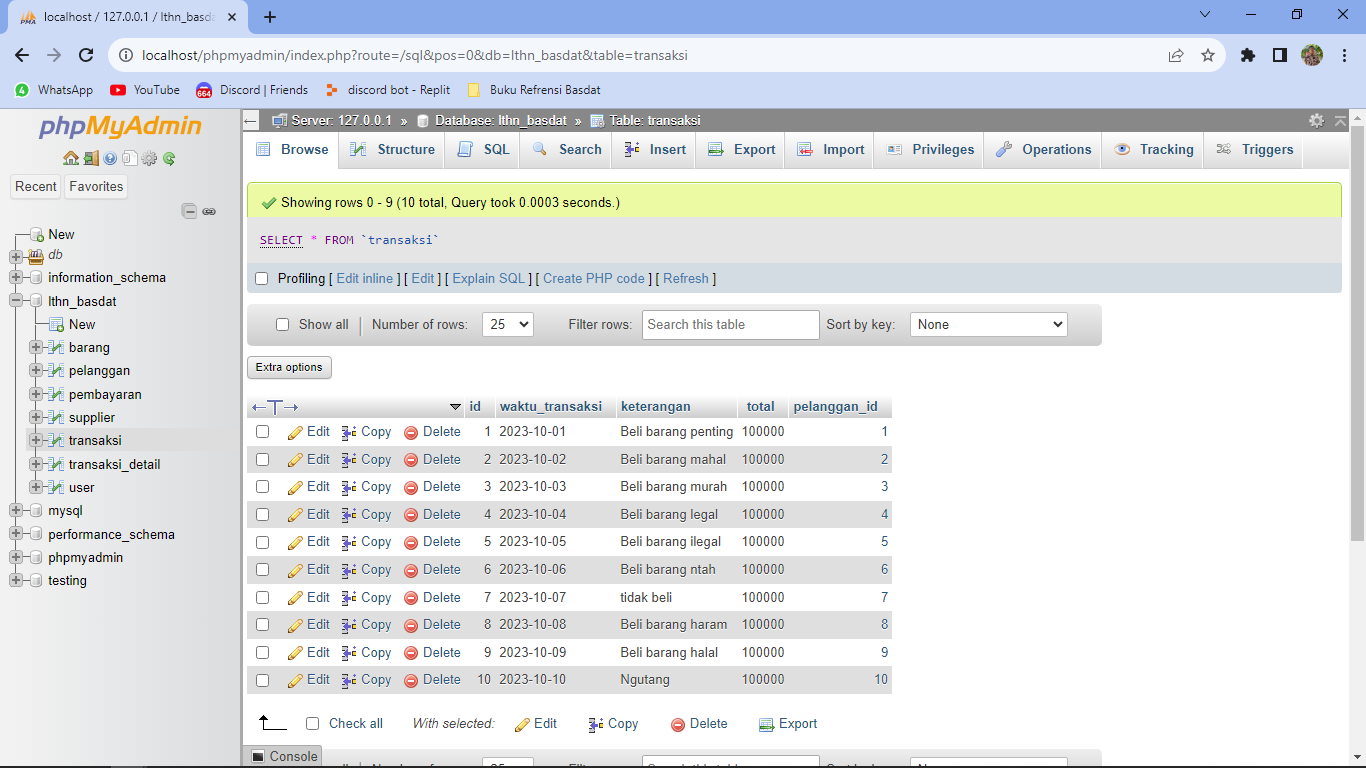 localhost / 127.0.0.1 / lthn_basda
localhost/phpmyadmin/index.php?route=/sql&pos=0&db=lthn_basdat&table=transaksi
4 WhatsApp YouTube 664 Discord | Friends discord bot - Replit Buku Refrensi Basdat
phpMyAdmin
Recent Favorites
New
db
information_schema
lthn_basdat
New
barang
pelanggan
pembayaran
supplier
transaksi
transaksi_detail
user
mysql
performance_schema
phpmyadmin
testing
Server: 127.0.0.1 » Database: lthn_basdat » Table: transaksi
Browse Structure SQL Search Insert Export Import Privileges Operations Tracking Triggers
Showing rows 0 - 9 (10 total, Query took 0.0003 seconds.)
SELECT * FROM `transaksi`
Profiling [ Edit inline ] [ Edit ] [ Explain SQL ] [ Create PHP code ] [ Refresh ]
Show all | Number of rows: 25 Filter rows: Search this table Sort by key: None
Extra options
←T→ id waktu_transaksi keterangan total pelanggan_id
Edit Copy Delete 1 2023-10-01 Beli barang penting 100000 1
Edit Copy Delete 2 2023-10-02 Beli barang mahal 100000 2
Edit Copy Delete 3 2023-10-03 Beli barang murah 100000 3
Edit Copy Delete 4 2023-10-04 Beli barang legal 100000 4
Edit Copy Delete 5 2023-10-05 Beli barang ilegal 100000 5
Edit Copy Delete 6 2023-10-06 Beli barang ntah 100000 6
Edit Copy Delete 7 2023-10-07 tidak beli 100000 7
Edit Copy Delete 8 2023-10-08 Beli barang haram 100000 8
Edit Copy Delete 9 2023-10-09 Beli barang halal 100000 9
Edit Copy Delete 10 2023-10-10 Ngutang 100000 10
Check all With selected: Edit Copy Delete Export
Console